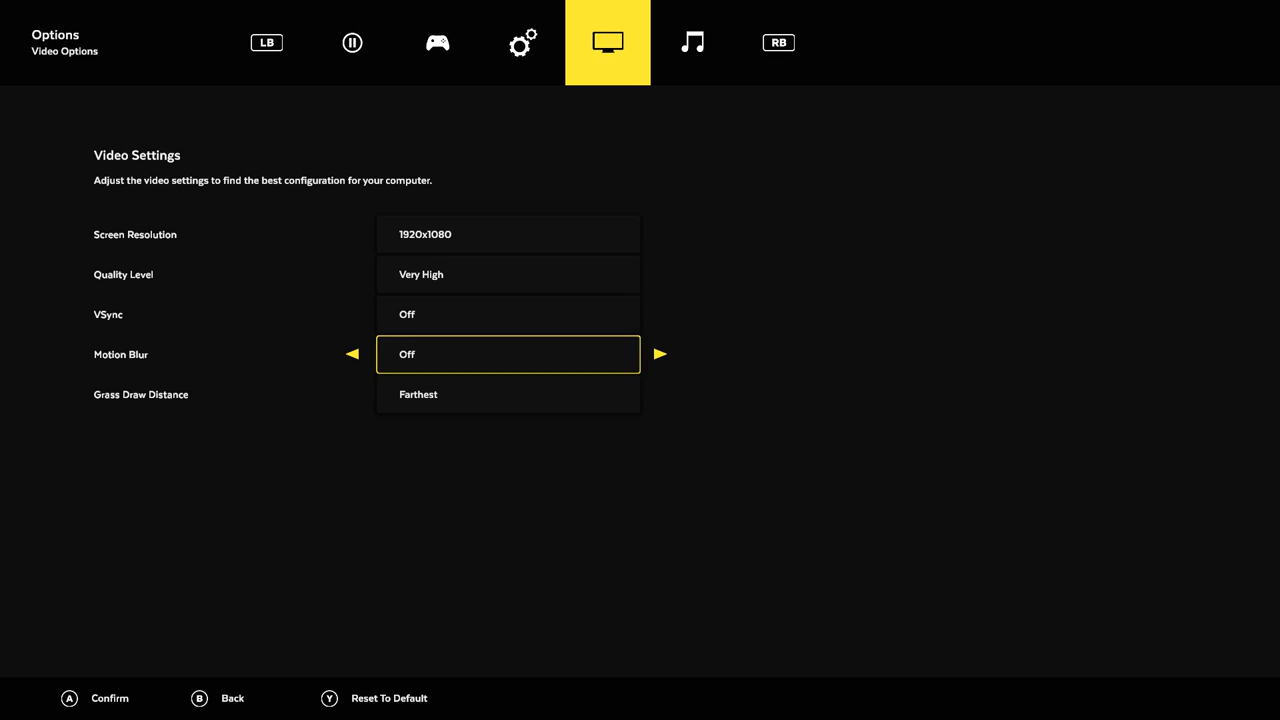 Options
Video Options
LB
RB
Video Settings
Adjust the video settings to find the best configuration for your computer.
Screen Resolution 1920x1080
Quality Level Very High
VSync Off
Motion Blur Off
Grass Draw Distance Farthest
A Confirm B Back Y Reset To Default